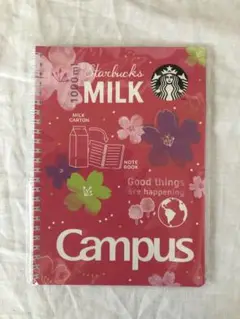 Starbucks
1000ml
MILK
MILK
CARTON
NOTE
BOOK
Good things
are happening
Campus